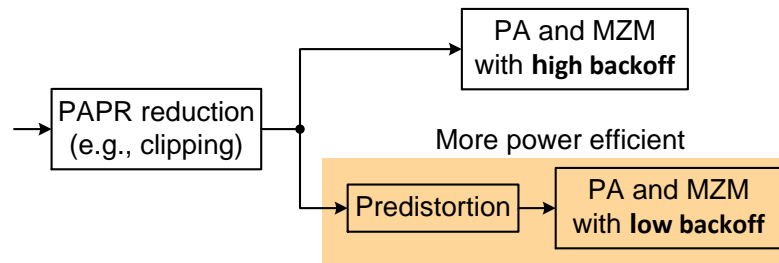 PA and MZM
with high backoff
PAPR reduction
(e.g., clipping)
More power efficient
Predistortion
PA and MZM
with low backoff